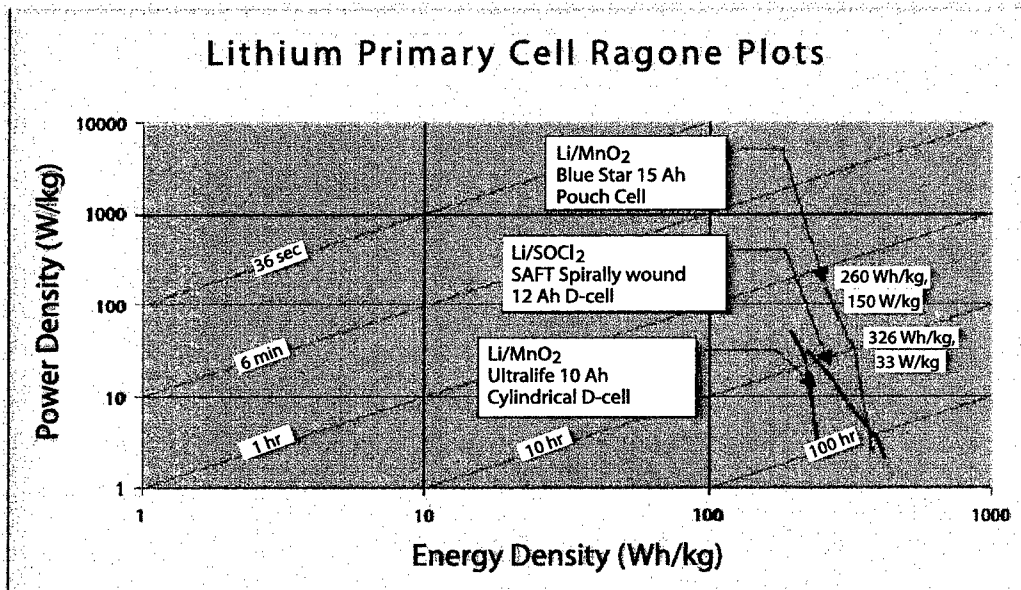 Lithium Primary Cell Ragone Plots
Power Density (W/kg)
10000
1000
100
10
1
Li/MnO₂
Blue Star 15 Ah
Pouch Cell
Li/SOCl₂
SAFT Spirally wound
12 Ah D-cell
Li/MnO₂
Ultralife 10 Ah
Cylindrical D-cell
260 Wh/kg,
150 W/kg
326 Wh/kg,
33 W/kg
36 sec
6 min
1 hr
10 hr
100 hr
1
10
100
1000
Energy Density (Wh/kg)